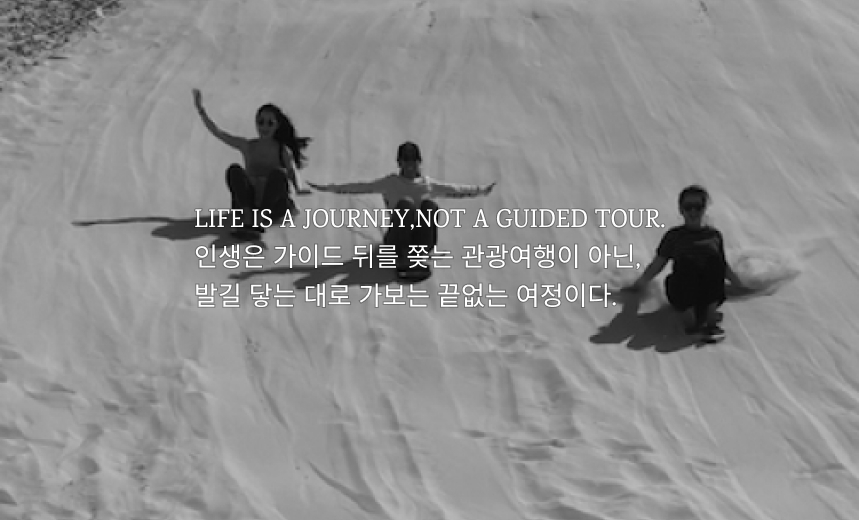 LIFE IS A JOURNEY,NOT A GUIDED TOUR.
인생은 가이드 뒤를 쫓는 관광여행이 아닌,
발길 닿는 대로 가보는 끝없는 여정이다.